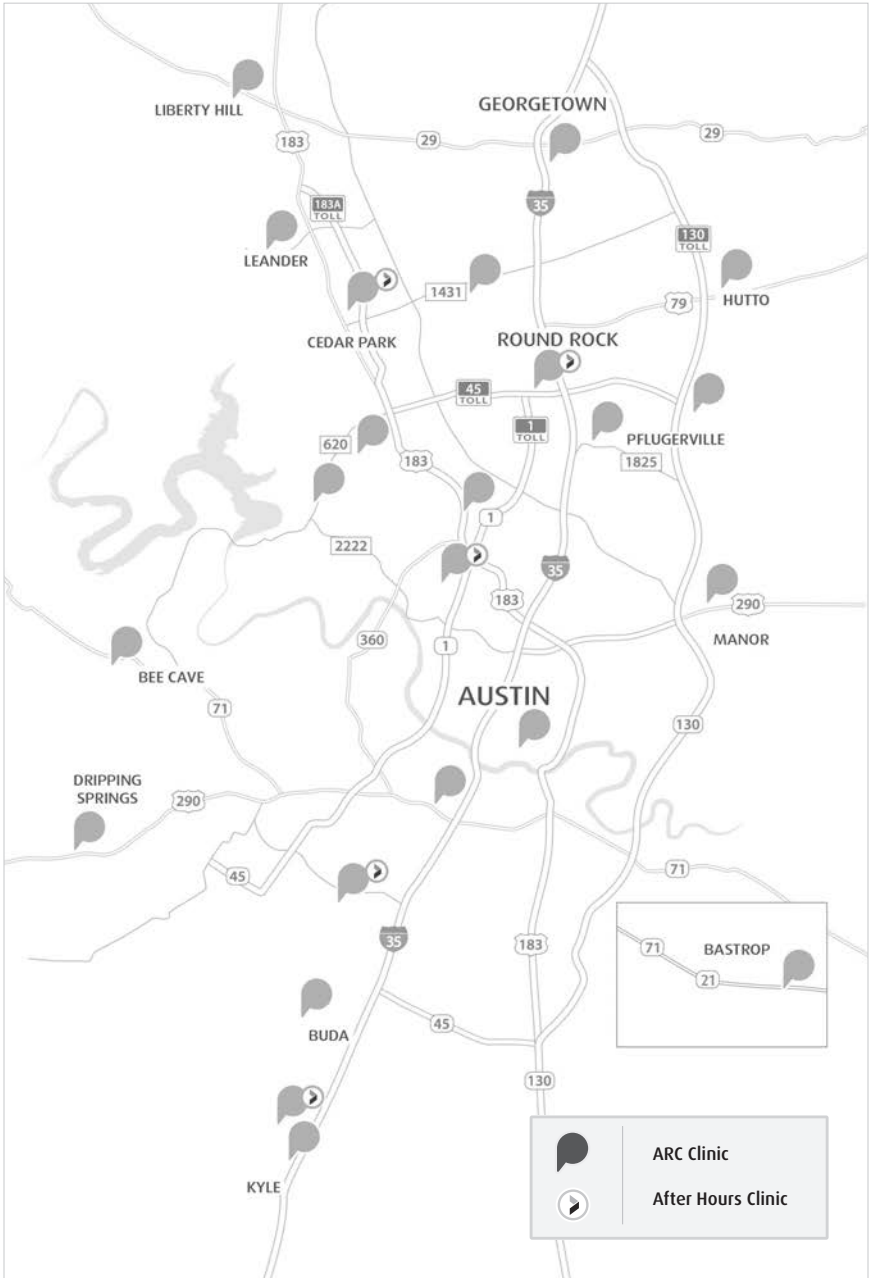 LIBERTY HILL
GEORGETOWN
29
29
183
183A
TOLL
35
130
TOLL
LEANDER
1431
HUTTO
79
CEDAR PARK
ROUND ROCK
45
TOLL
1
TOLL
620
PFLUGERVILLE
183
1825
1
2222
35
183
290
360
1
MANOR
BEE CAVE
AUSTIN
71
130
DRIPPING
SPRINGS
290
45
71
35
183
BASTROP
71
21
BUDA
45
130
KYLE
ARC Clinic
After Hours Clinic